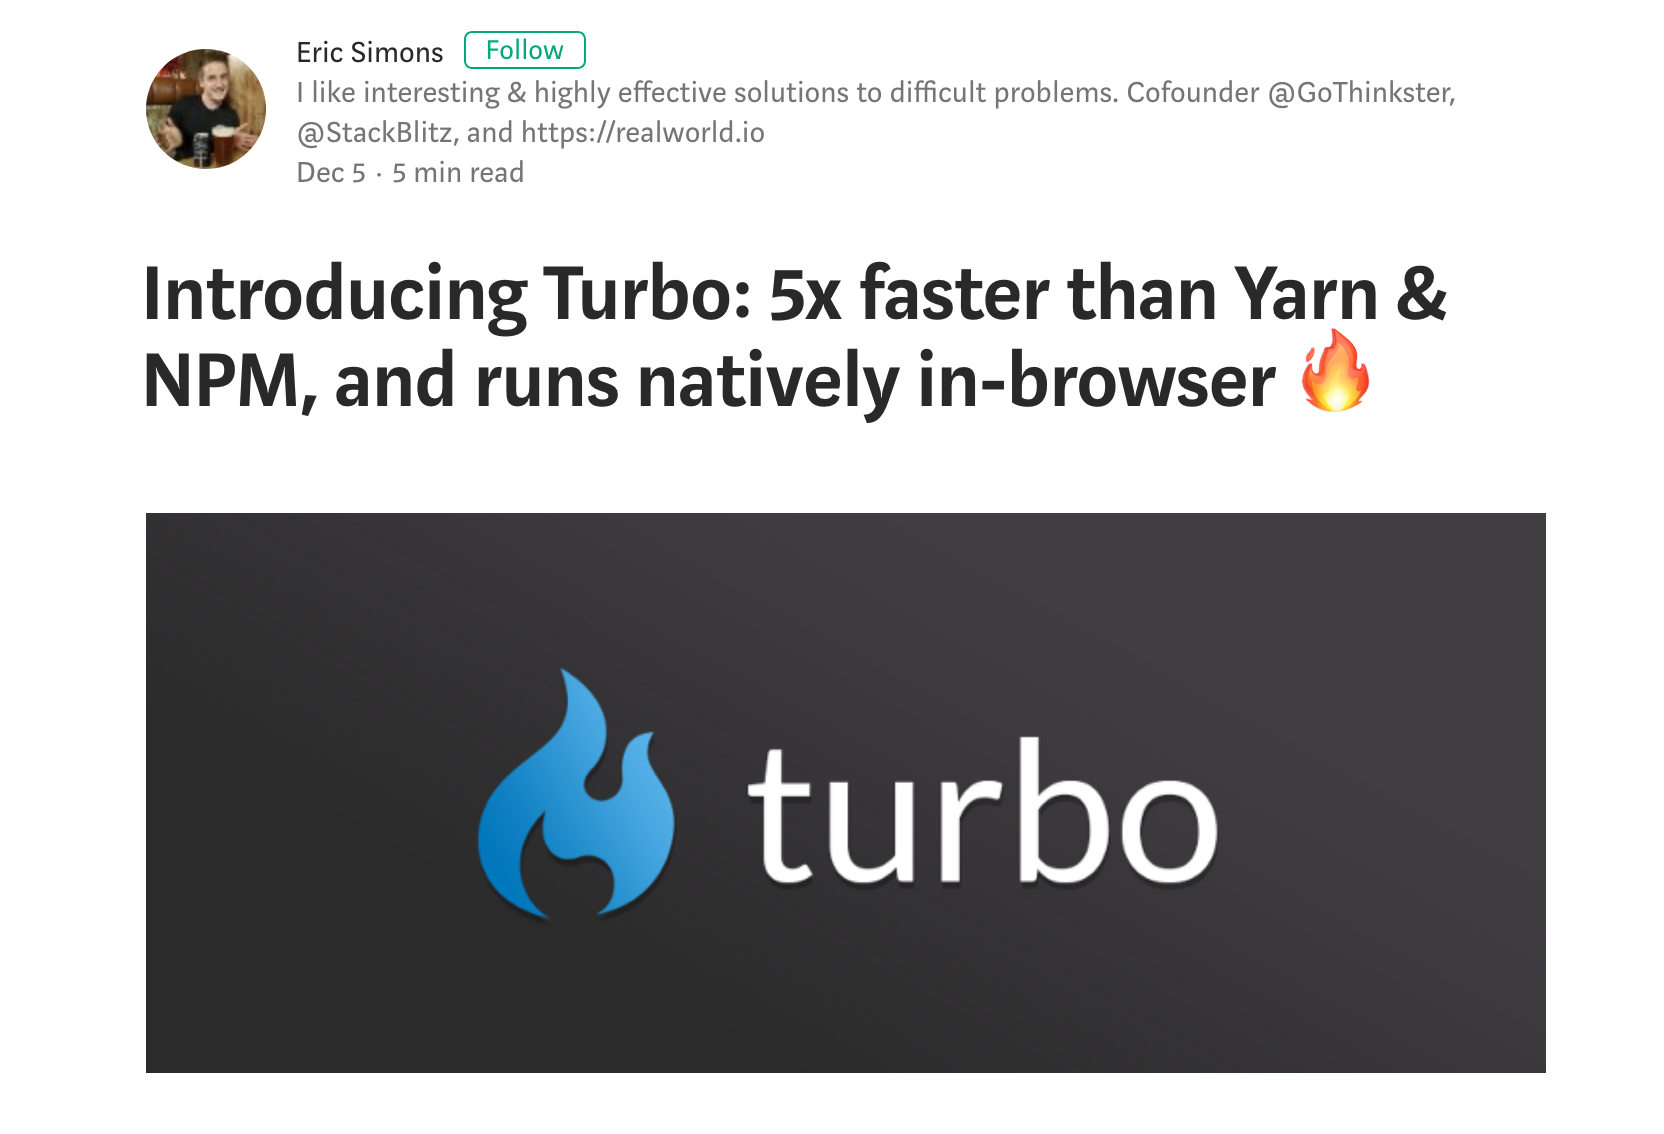 Eric Simons Follow
I like interesting & highly effective solutions to difficult problems. Cofounder @GoThinkster,
@StackBlitz, and https://realworld.io
Dec 5 · 5 min read
Introducing Turbo: 5x faster than Yarn &
NPM, and runs natively in-browser 🔥
turbo